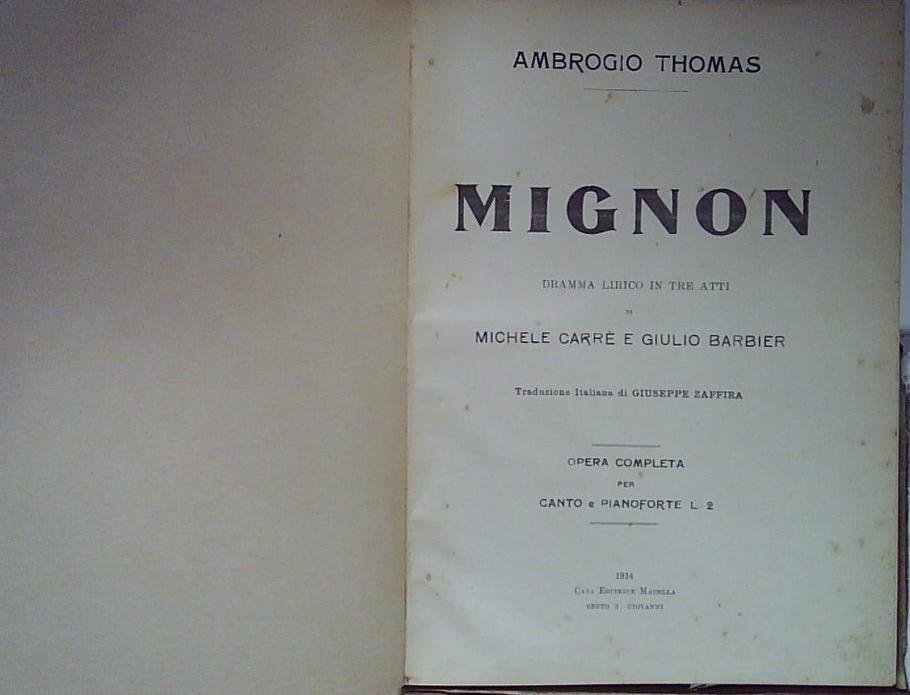 AMBROGIO THOMAS
MIGNON
DRAMMA LIRICO IN TRE ATTI
DI
MICHELE CARRÈ E GIULIO BARBIER
Traduzione Italiana di GIUSEPPE ZAFFIRA
OPERA COMPLETA
PER
CANTO e PIANOFORTE L 2
1914
CASA EDITRICE MADELLA
SESTO S. GIOVANNI